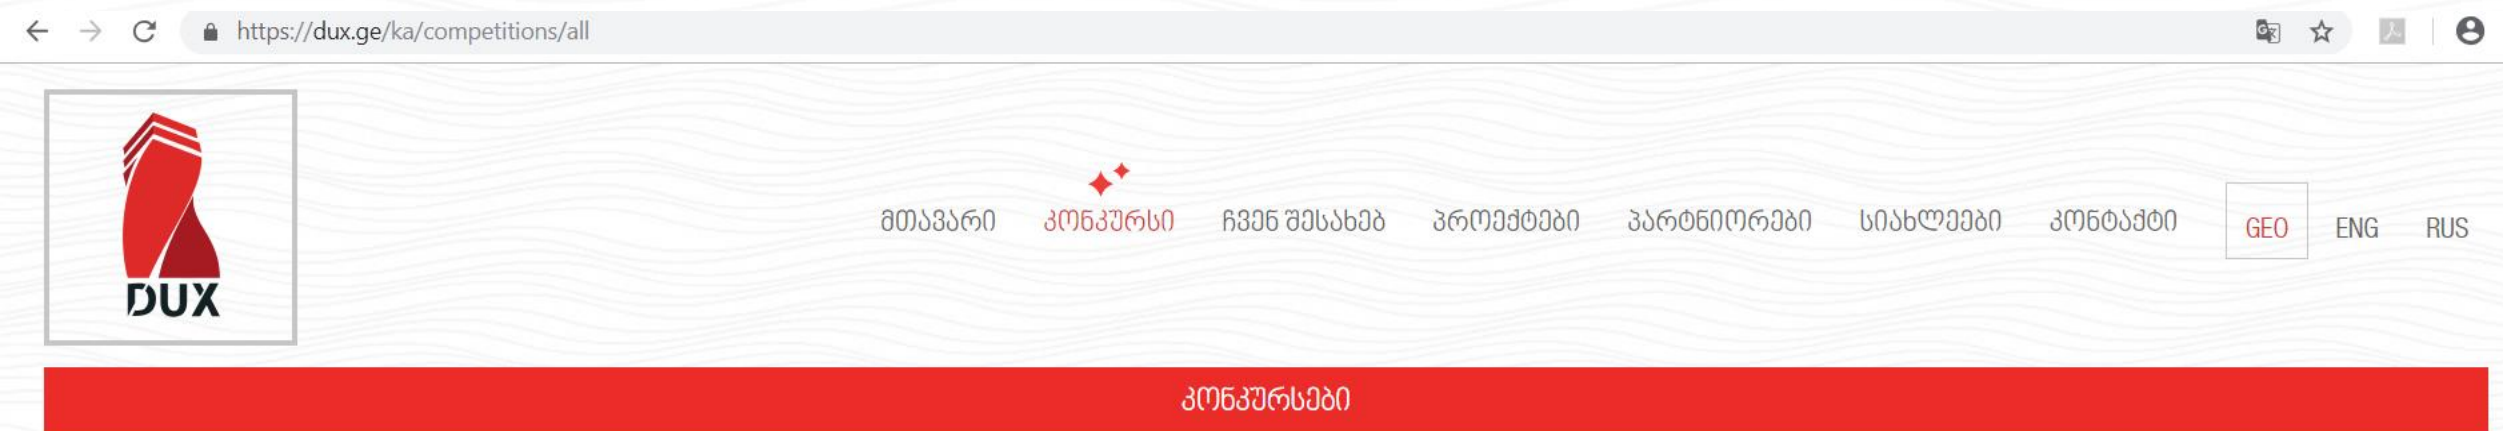 https://dux.ge/ka/competitions/all
მთავარი კონკურსი ჩვენ შესახებ პროექტები პარტნიორები სიახლეები კონტაქტი GEO ENG RUS
DUX
კონკურსები